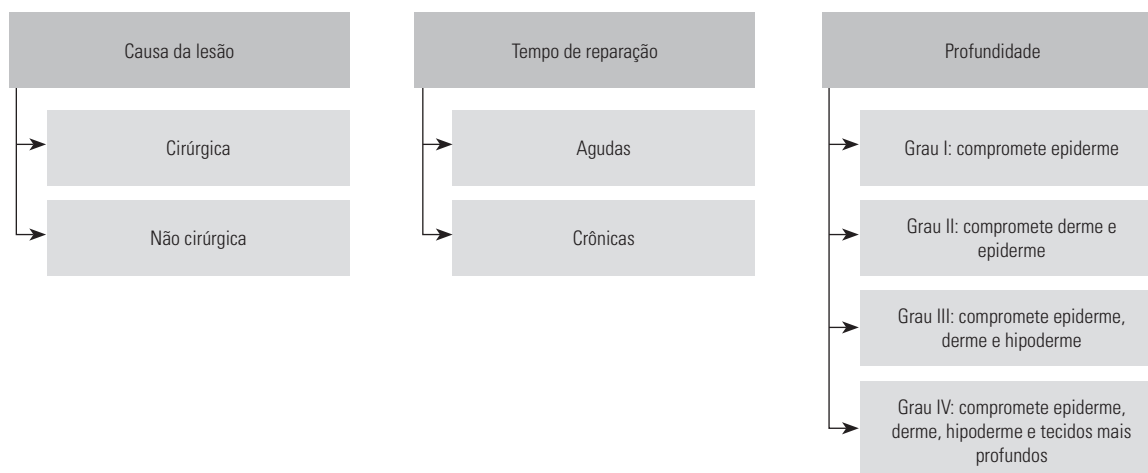 Causa da lesão
Cirúrgica
Não cirúrgica
Tempo de reparação
Agudas
Crônicas
Profundidade
Grau I: compromete epiderme
Grau II: compromete derme e
epiderme
Grau III: compromete epiderme,
derme e hipoderme
Grau IV: compromete epiderme,
derme, hipoderme e tecidos mais
profundos